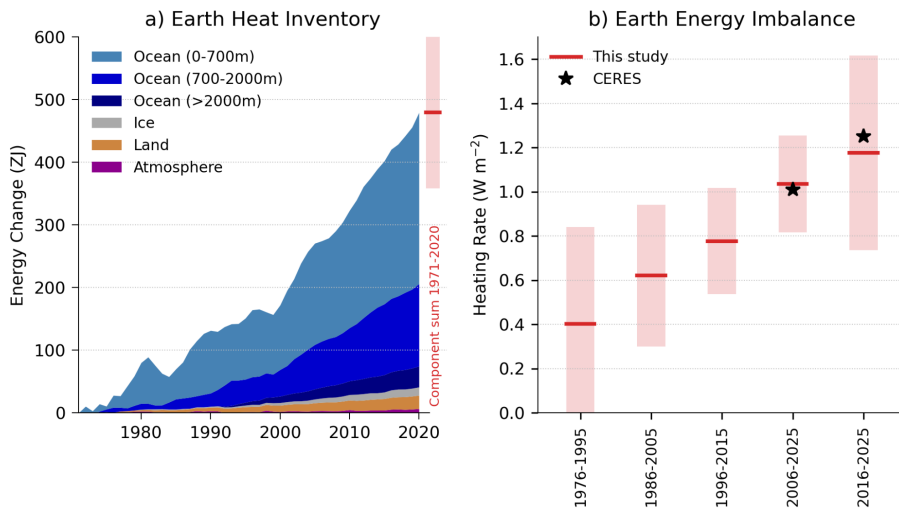 a) Earth Heat Inventory
600
500
400
300
200
100
0
Energy Change (ZJ)
Ocean (0-700m)
Ocean (700-2000m)
Ocean (>2000m)
Ice
Land
Atmosphere
Component sum 1971-2020
1980
1990
2000
2010
2020
b) Earth Energy Imbalance
1.6
1.4
1.2
1.0
0.8
0.6
0.4
0.2
0.0
Heating Rate (W m⁻²)
This study
CERES
1976-1995
1986-2005
1996-2015
2006-2025
2016-2025